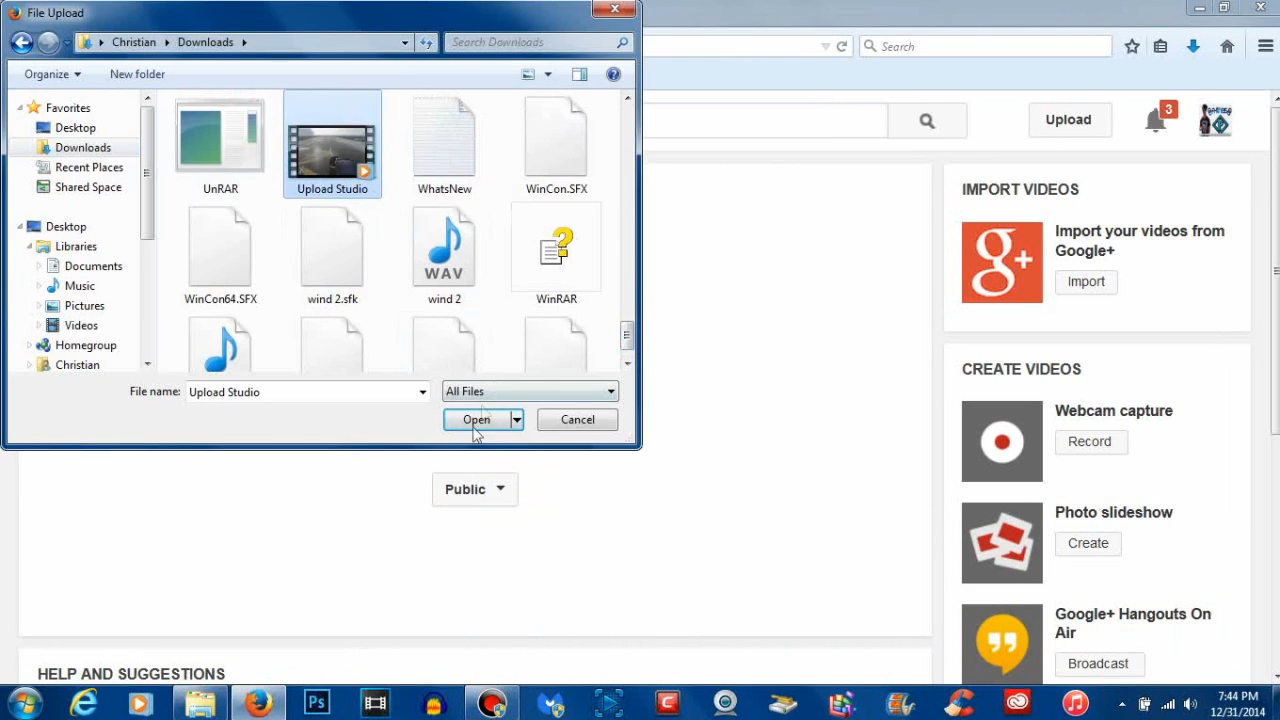 File Upload
Christian
Downloads
Search Downloads
Search
Organize
New folder
Favorites
Desktop
Downloads
Recent Places
Shared Space
Desktop
Libraries
Documents
Music
Pictures
Videos
Homegroup
Christian
UnRAR
Upload Studio
WhatsNew
WinCon.SFX
WAV
WinCon64.SFX
wind 2.sfk
wind 2
WinRAR
File name:
Upload Studio
All Files
Open
Cancel
Upload
3
Public
IMPORT VIDEOS
Import your videos from
Google+
g+
Import
CREATE VIDEOS
Webcam capture
Record
Photo slideshow
Create
Google+ Hangouts On
Air
Broadcast
HELP AND SUGGESTIONS
Ps
7:44 PM
12/31/2014